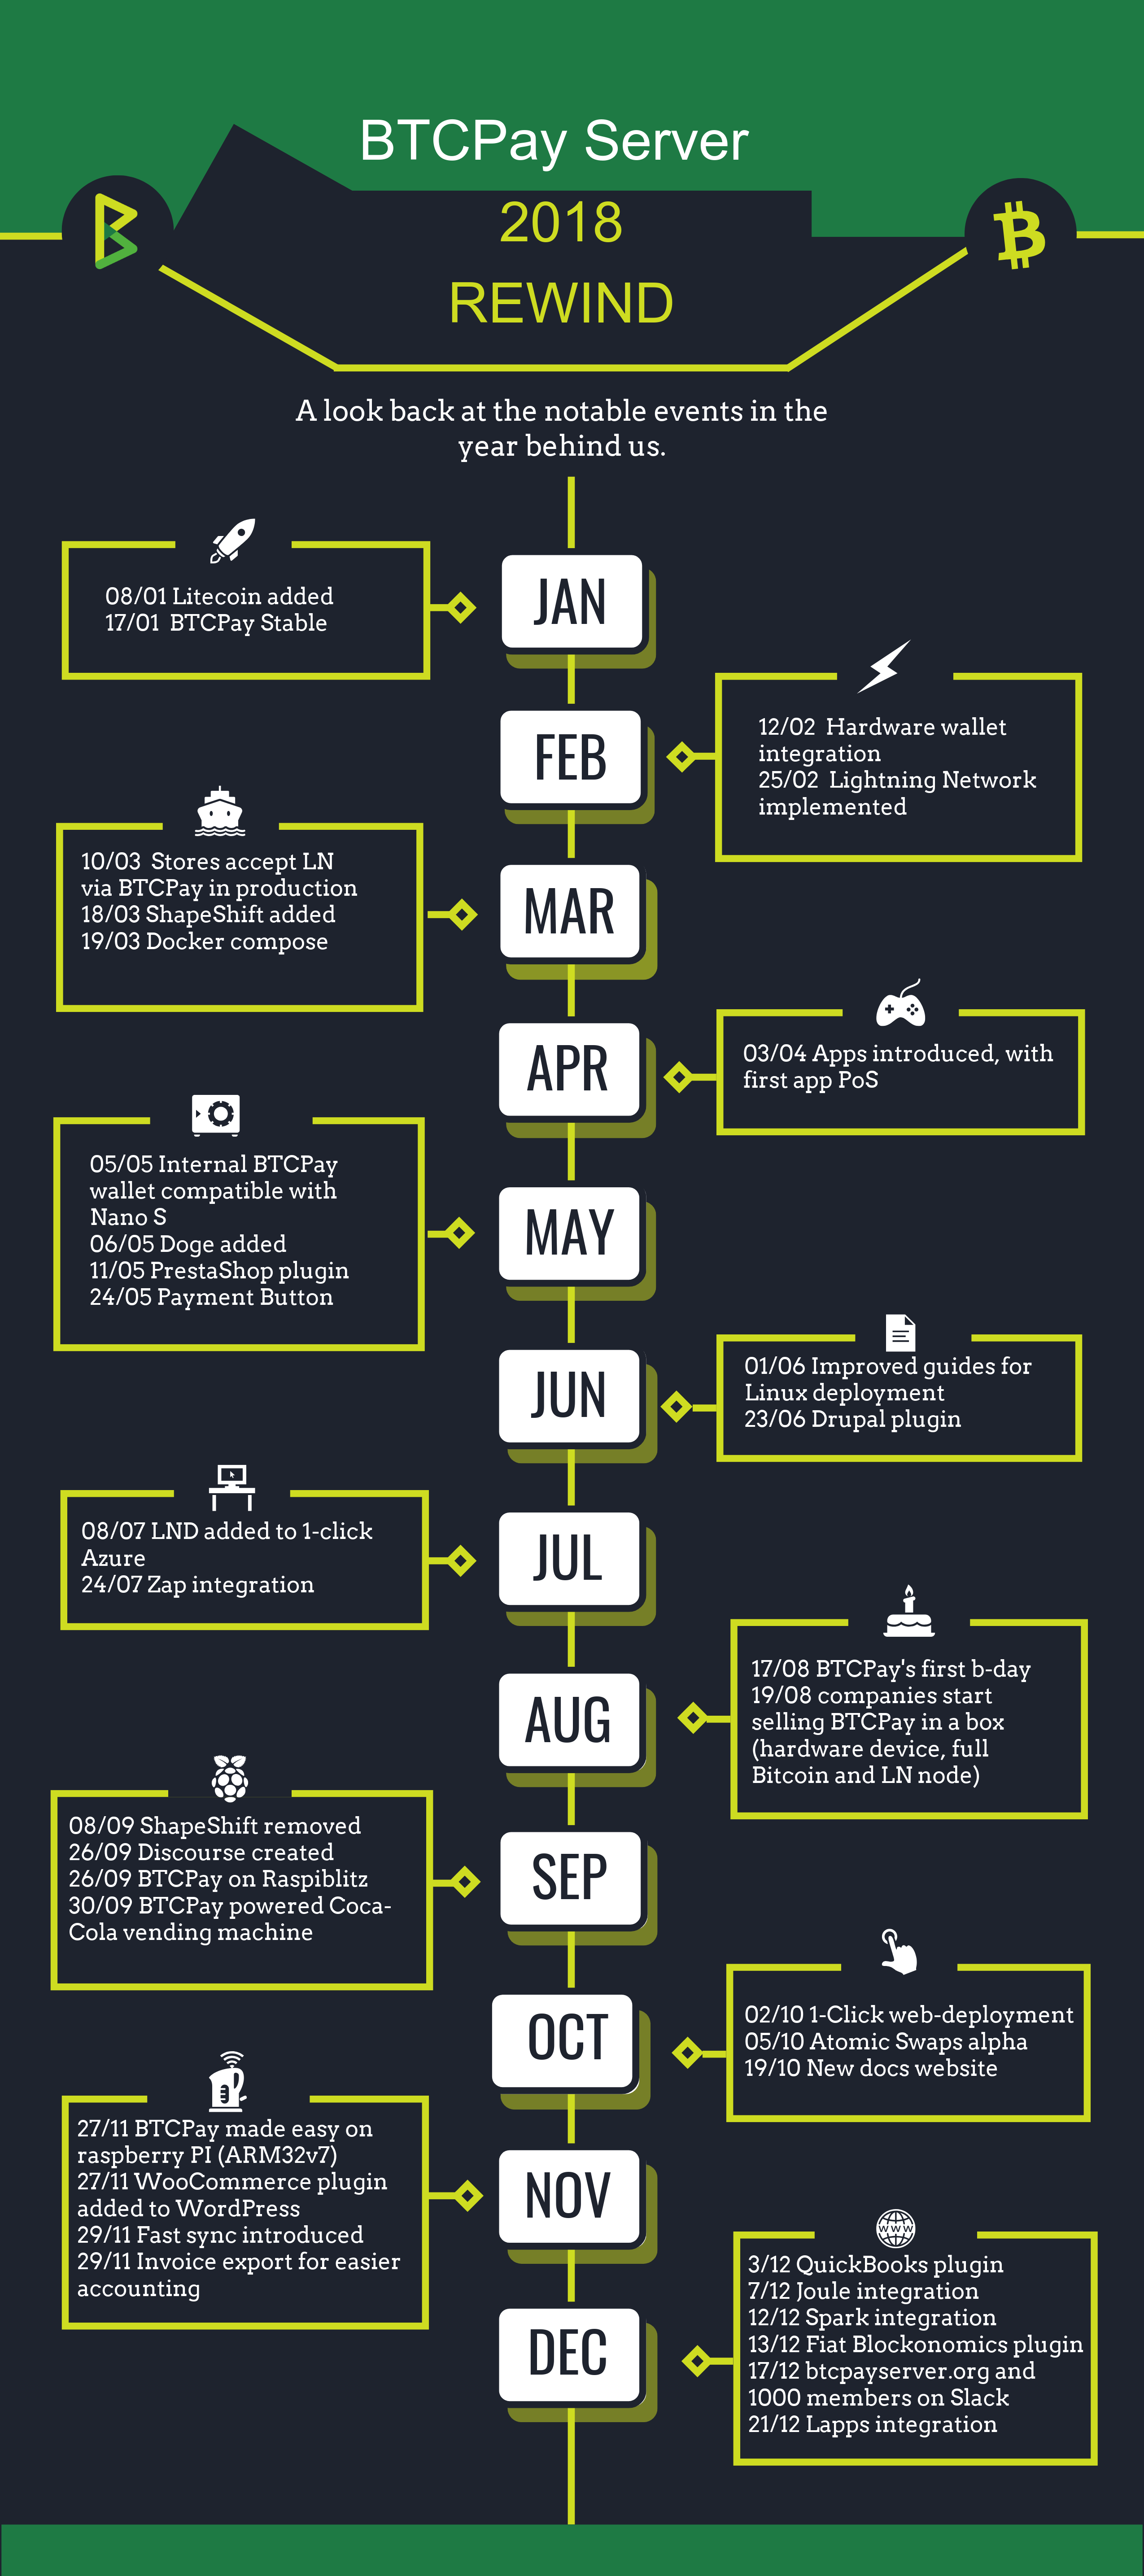 BTCPay Server
2018
REWIND
A look back at the notable events in the
year behind us.
JAN
08/01 Litecoin added
17/01 BTCPay Stable
FEB
12/02 Hardware wallet
integration
25/02 Lightning Network
implemented
MAR
10/03 Stores accept LN
via BTCPay in production
18/03 ShapeShift added
19/03 Docker compose
APR
03/04 Apps introduced, with
first app PoS
MAY
05/05 Internal BTCPay
wallet compatible with
Nano S
06/05 Doge added
11/05 PrestaShop plugin
24/05 Payment Button
JUN
01/06 Improved guides for
Linux deployment
23/06 Drupal plugin
JUL
08/07 LND added to 1-click
Azure
24/07 Zap integration
AUG
17/08 BTCPay's first b-day
19/08 companies start
selling BTCPay in a box
(hardware device, full
Bitcoin and LN node)
SEP
08/09 ShapeShift removed
26/09 Discourse created
26/09 BTCPay on Raspiblitz
30/09 BTCPay powered Coca-
Cola vending machine
OCT
02/10 1-Click web-deployment
05/10 Atomic Swaps alpha
19/10 New docs website
NOV
27/11 BTCPay made easy on
raspberry PI (ARM32v7)
27/11 WooCommerce plugin
added to WordPress
29/11 Fast sync introduced
29/11 Invoice export for easier
accounting
DEC
WWW
3/12 QuickBooks plugin
7/12 Joule integration
12/12 Spark integration
13/12 Fiat Blockonomics plugin
17/12 btcpayserver.org and
1000 members on Slack
21/12 Lapps integration